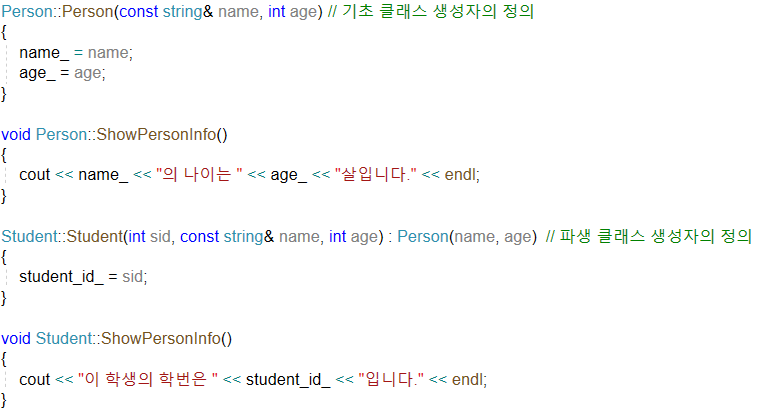 Person::Person(const string& name, int age) // 기초 클래스 생성자의 정의
{
name_ = name;
age_ = age;
}
void Person::ShowPersonInfo()
{
cout << name_ << "의 나이는 " << age_ << "살입니다." << endl;
}
Student::Student(int sid, const string& name, int age) : Person(name, age)  // 파생 클래스 생성자의 정의
{
student_id_ = sid;
}
void Student::ShowPersonInfo()
{
cout << "이 학생의 학번은 " << student_id_ << "입니다." << endl;
}